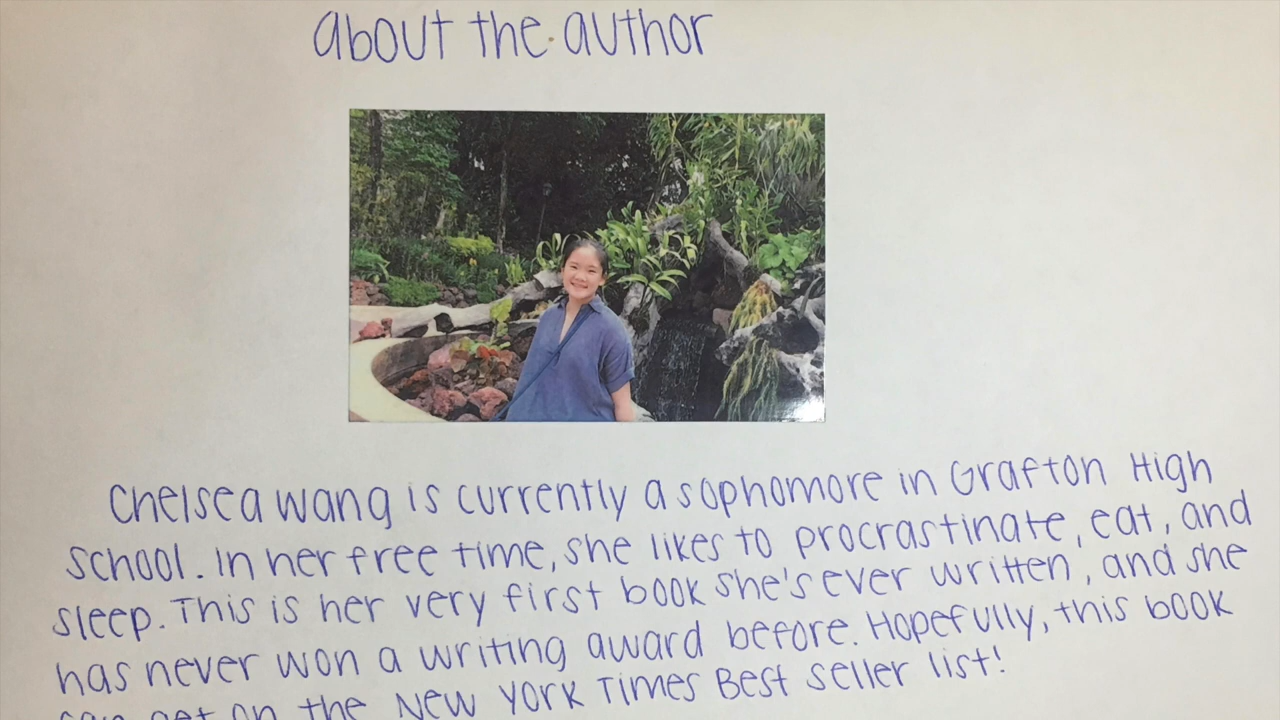 about the author
Chelsea Wang is currently a sophomore in Grafton High
School. In her free time, she likes to procrastinate, eat, and
sleep. This is her very first book she's ever written, and she
has never won a writing award before. Hopefully, this book
can get on the New York Times Best seller list!